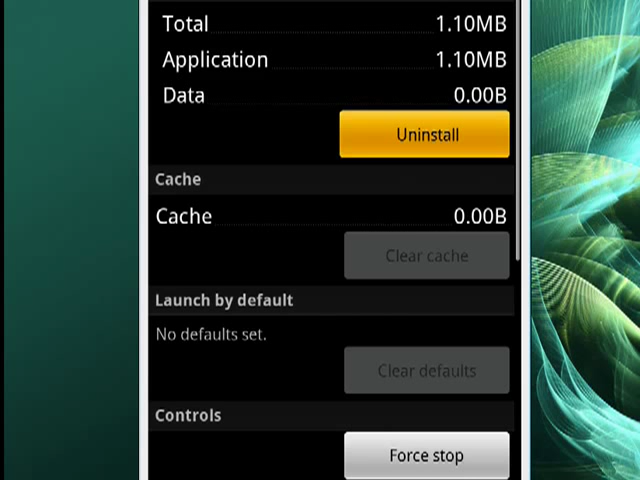 Total 1.10MB
Application 1.10MB
Data 0.00B
Uninstall
Cache
Cache 0.00B
Clear cache
Launch by default
No defaults set.
Clear defaults
Controls
Force stop